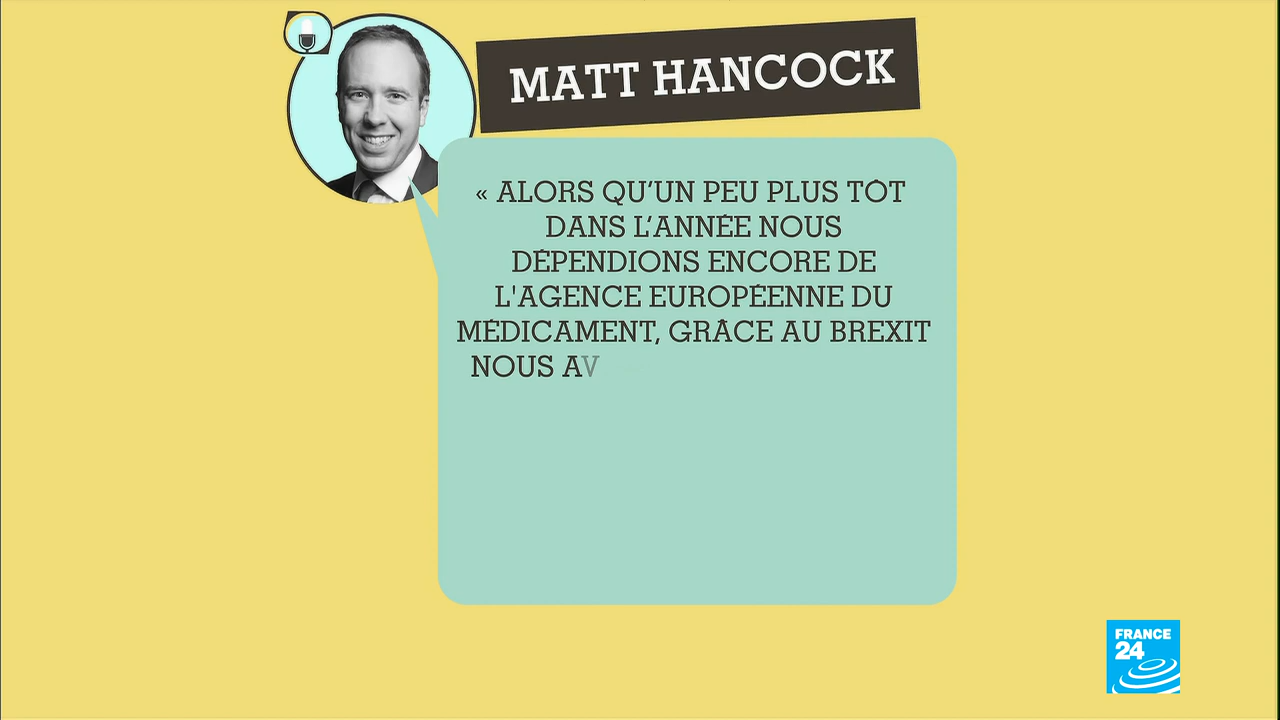 MATT HANCOCK
« ALORS QU’UN PEU PLUS TÔT
DANS L’ANNÉE NOUS
DÉPENDIONS ENCORE DE
L'AGENCE EUROPÉENNE DU
MÉDICAMENT, GRÂCE AU BREXIT
NOUS AV
FRANCE
24